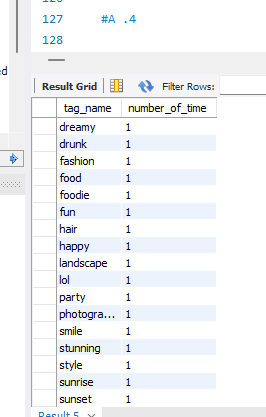 127 #A .4
128
ed
Result Grid Filter Rows:
tag_name number_of_time
dreamy 1
drunk 1
fashion 1
food 1
foodie 1
fun 1
hair 1
happy 1
landscape 1
lol 1
party 1
photogra... 1
smile 1
stunning 1
style 1
sunrise 1
sunset 1
Result 5